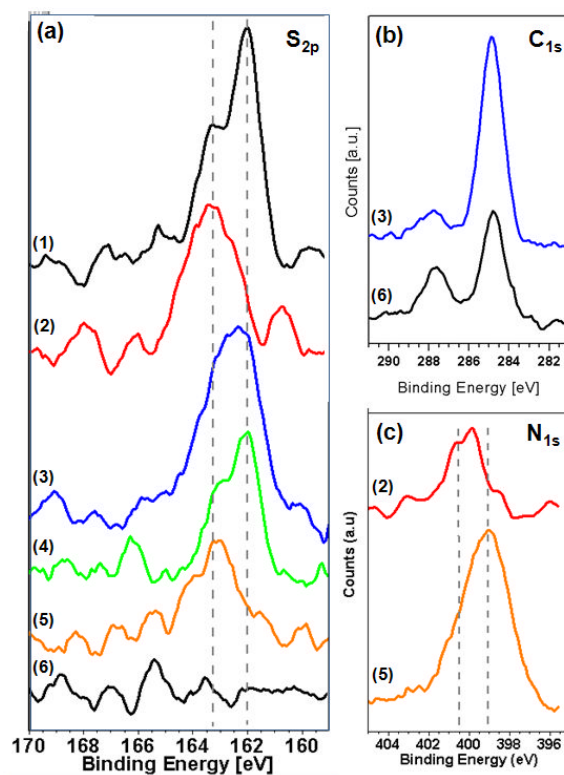 (a)
S2p
(1)
(2)
(3)
(4)
(5)
(6)
170 168 166 164 162 160
Binding Energy [eV]
(b)
C1s
Counts [a.u.]
(3)
(6)
290 288 286 284 282
Binding Energy [eV]
(c)
N1s
Counts (a.u)
(2)
(5)
404 402 400 398 396
Binding Energy (eV)